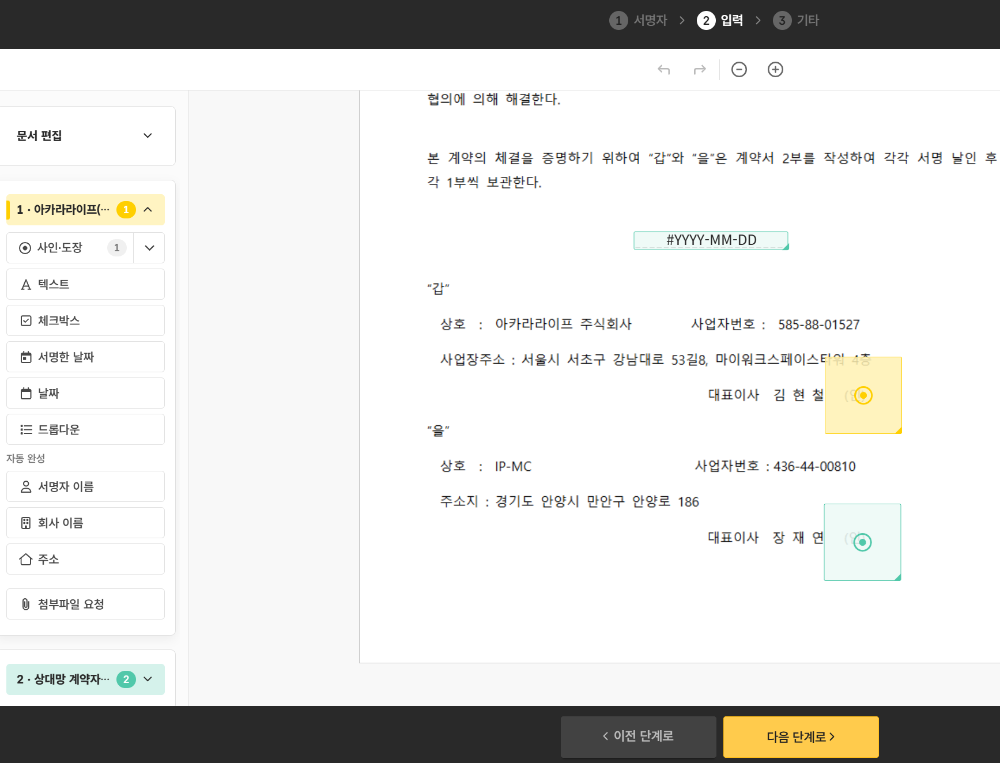 1 서명자 > 2 입력 > 3 기타
협의에 의해 해결한다.
문서 편집
본 계약의 체결을 증명하기 위하여 “갑”와 “을”은 계약서 2부를 작성하여 각각 서명 날인 후
각 1부씩 보관한다.
1 · 아카라라이프(··· 1
사인·도장 1
#YYYY-MM-DD
텍스트
“갑”
체크박스
상호 : 아카라라이프 주식회사 사업자번호 : 585-88-01527
서명한 날짜
사업장주소 : 서울시 서초구 강남대로 53길8, 마이워크스페이스타워 4층
날짜
대표이사 김 현 철 (인)
드롭다운
“을”
자동 완성
상호 : IP-MC 사업자번호 : 436-44-00810
서명자 이름
주소지 : 경기도 안양시 만안구 안양로 186
회사 이름
대표이사 장 재 연 (인)
주소
첨부파일 요청
2 · 상대망 계약자··· 2
< 이전 단계로
다음 단계로 >